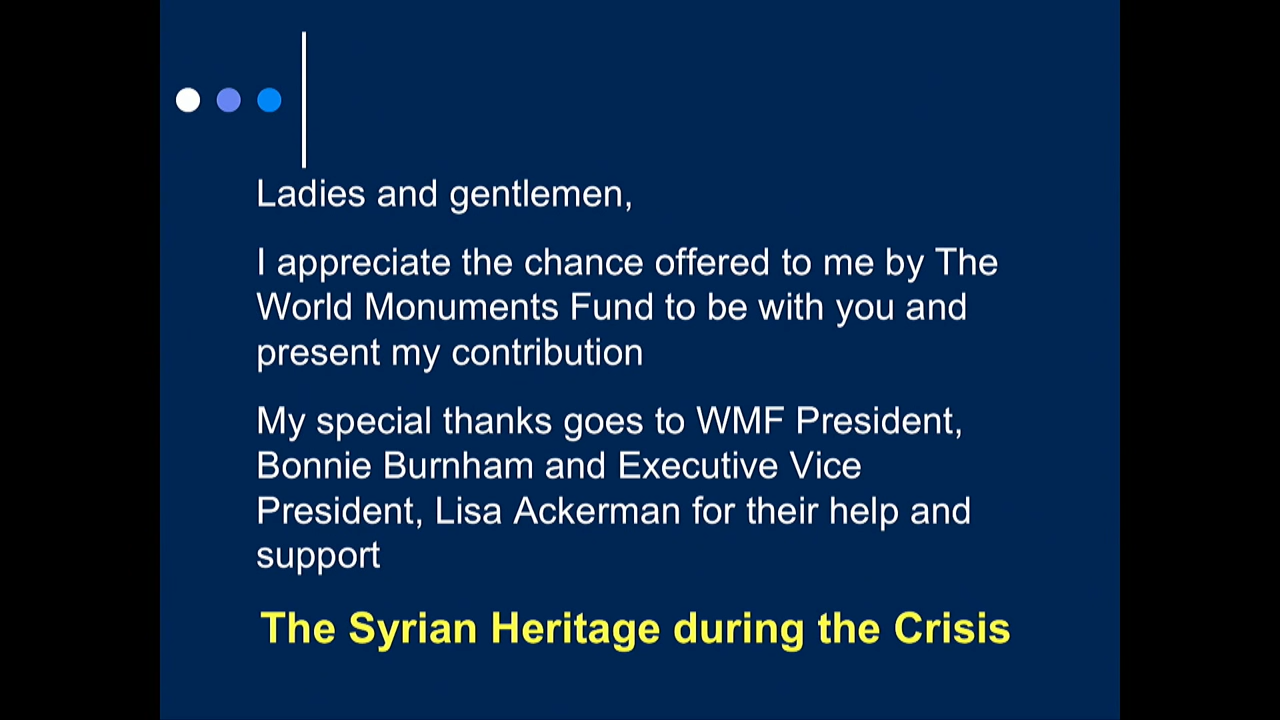 Ladies and gentlemen,
I appreciate the chance offered to me by The
World Monuments Fund to be with you and
present my contribution
My special thanks goes to WMF President,
Bonnie Burnham and Executive Vice
President, Lisa Ackerman for their help and
support
The Syrian Heritage during the Crisis